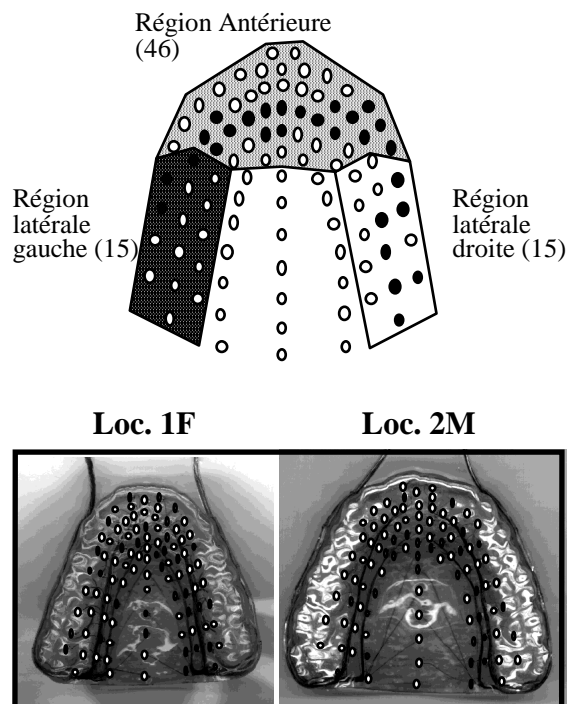 Région Antérieure
(46)
Région
latérale
gauche (15)
Région
latérale
droite (15)
Loc. 1F
Loc. 2M